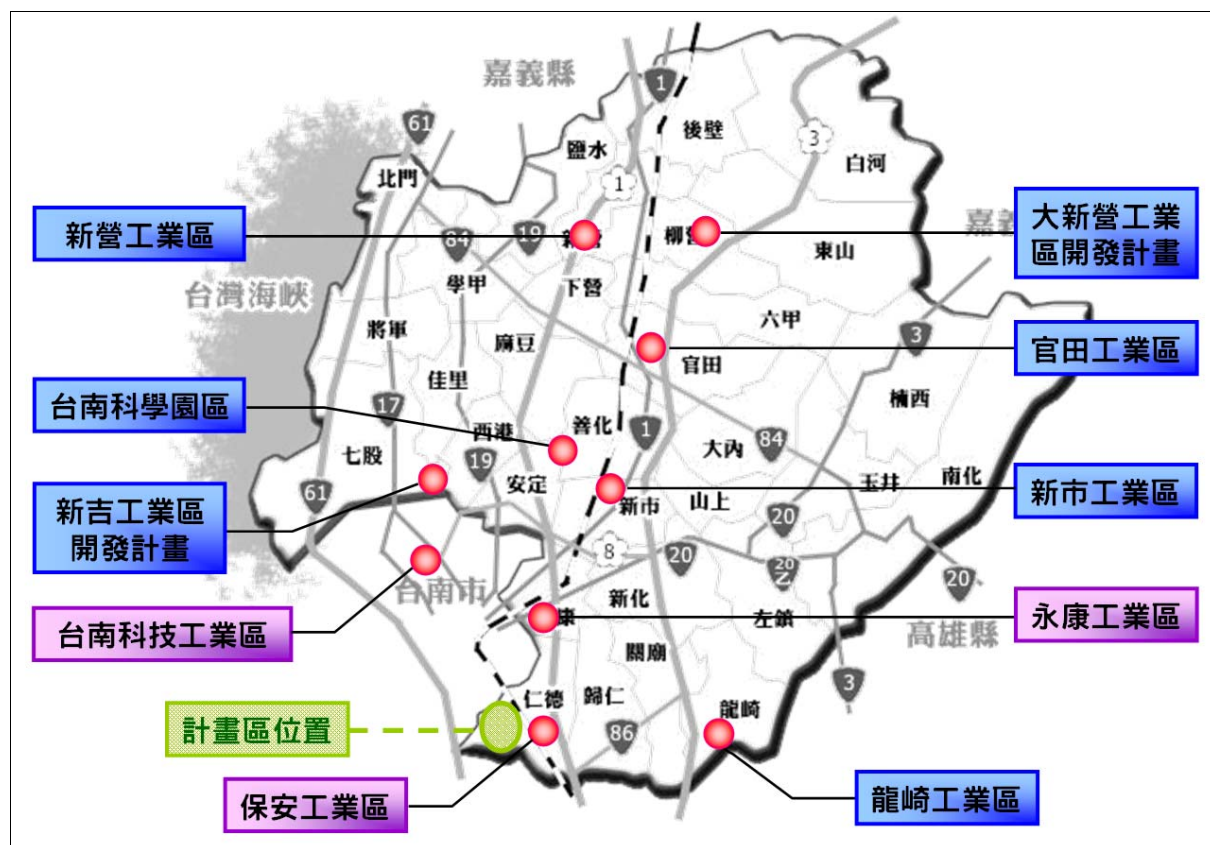 嘉義縣
1
61
後壁
3
鹽水
白河
北門
1
新營工業區
大新營工業
區開發計畫
84
19
柳營
嘉義
東山
學甲
下營
台灣海峽
六甲
將軍
麻豆
3
官田
官田工業區
佳里
楠西
台南科學園區
17
善化
西港
1
大內
84
七股
19
安定
玉井
南化
61
新市
山上
新市工業區
新吉工業區
開發計畫
20
8
20
20乙
20
台南市
新化
台南科技工業區
左鎮
永康工業區
康
高雄縣
關廟
3
仁德
歸仁
龍崎
計畫區位置
86
保安工業區
龍崎工業區